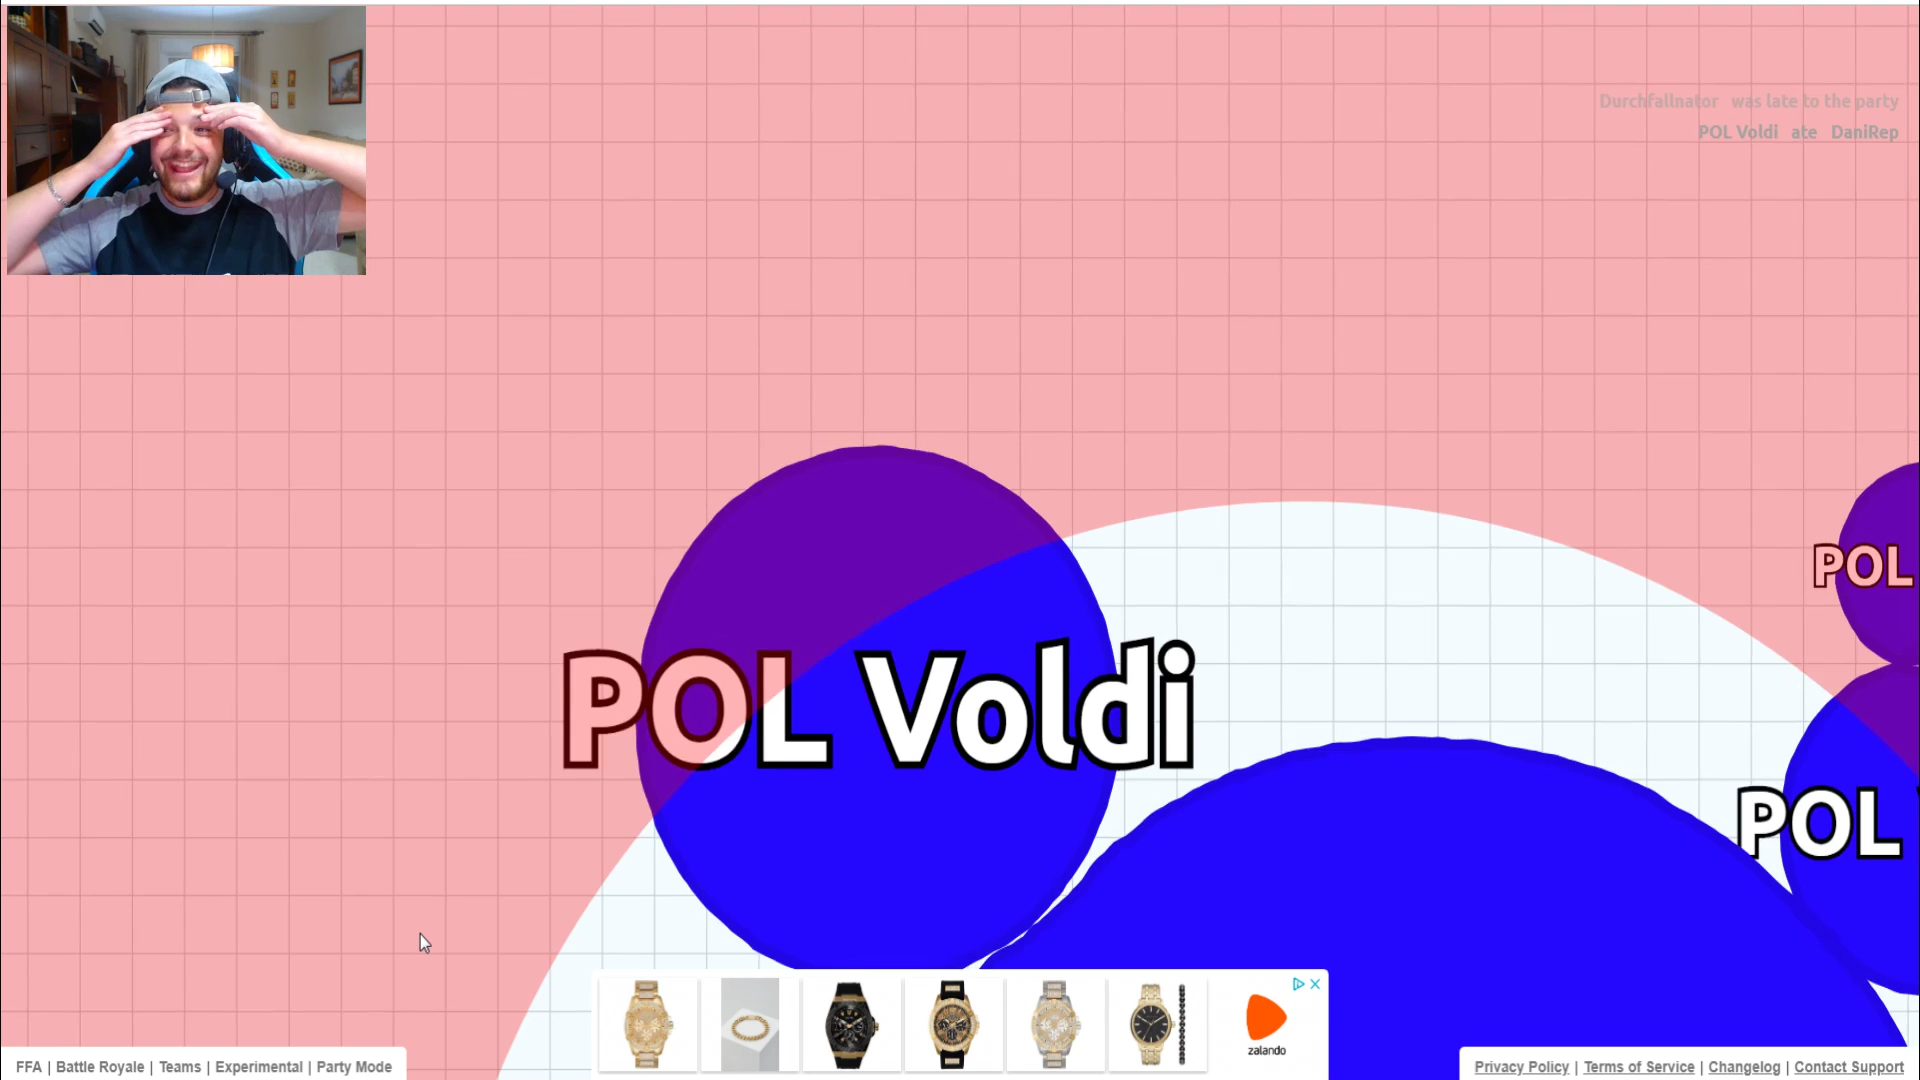 Durchfallnator was late to the party
POL Voldi ate DaniRep
POL
POL Voldi
POL
zalando
FFA | Battle Royale | Teams | Experimental | Party Mode
Privacy Policy | Terms of Service | Changelog | Contact Support